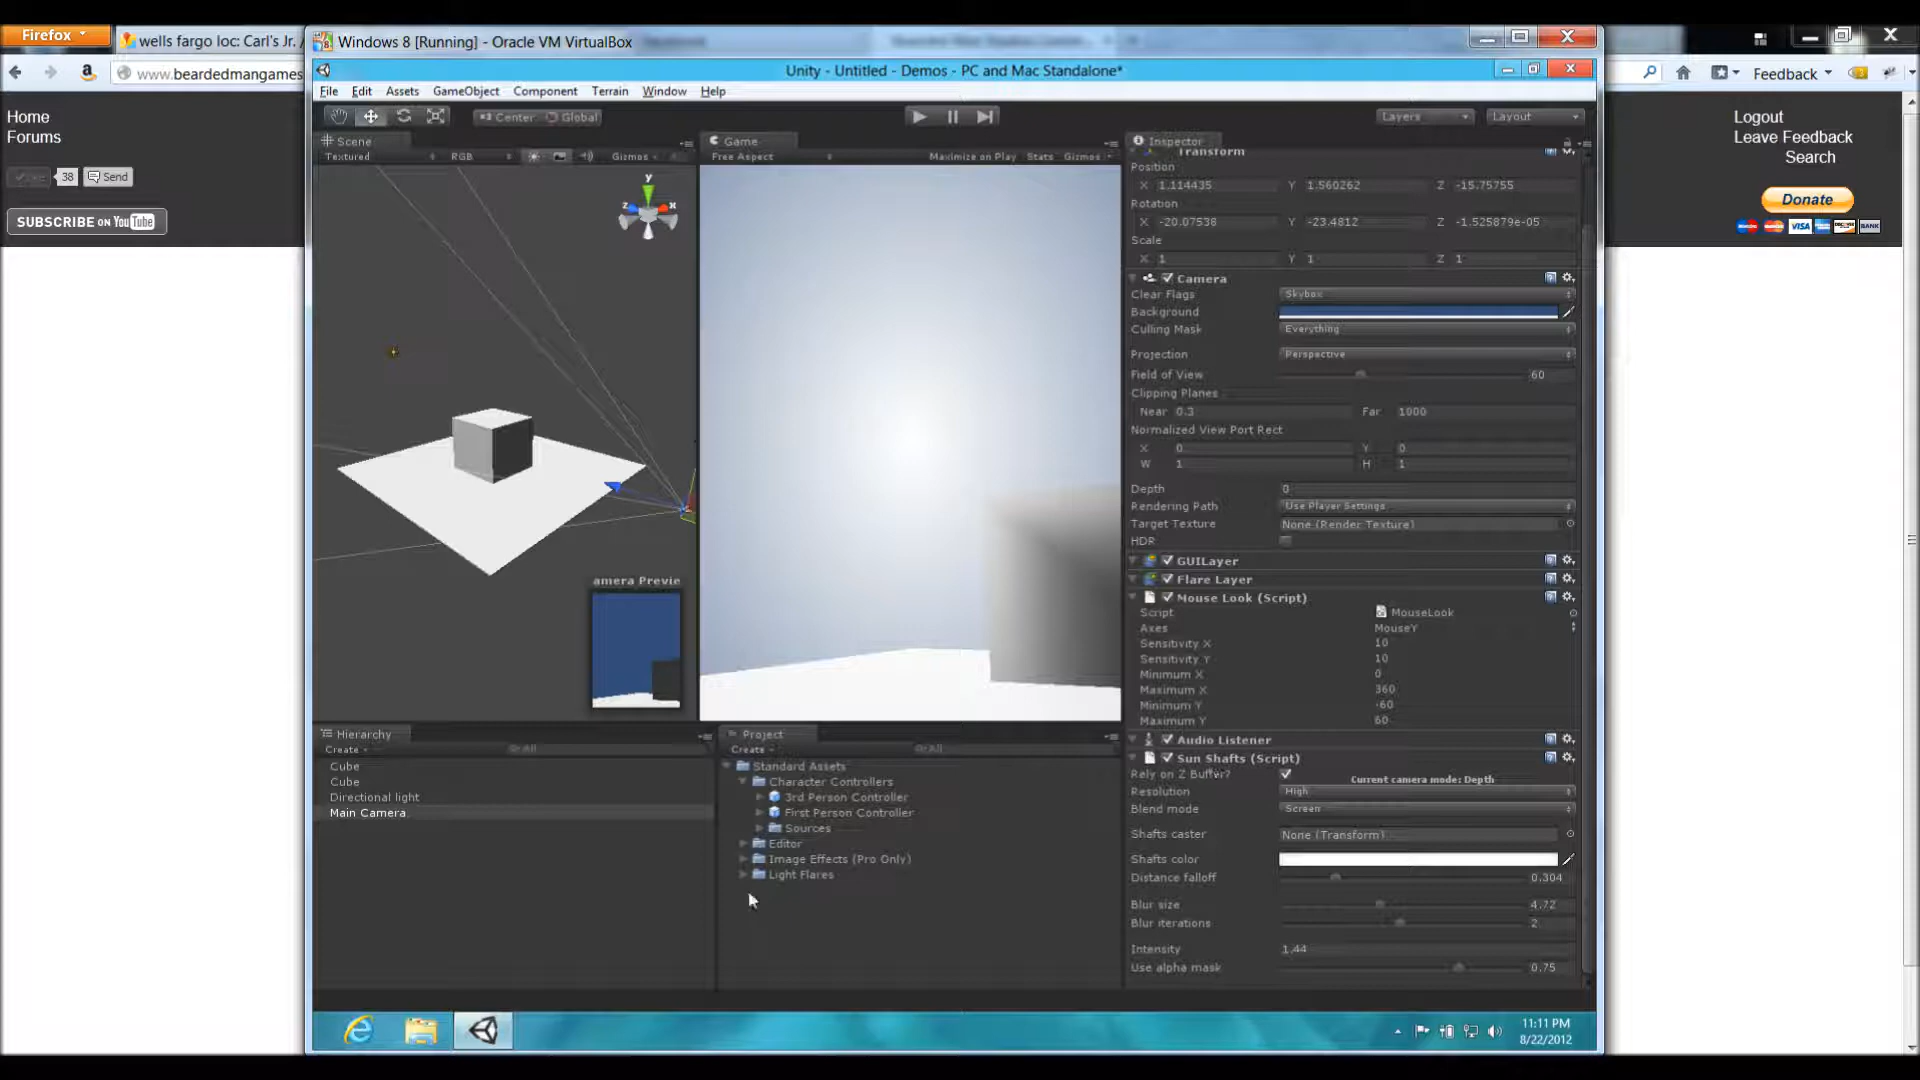 Firefox
wells fargo loc: Carl's Jr. /
Windows 8 [Running] - Oracle VM VirtualBox
www.beardedmangames
Feedback
Unity - Untitled - Demos - PC and Mac Standalone*
File Edit Assets GameObject Component Terrain Window Help
Center Global
Layers Layout
Home
Forums
38 Send
SUBSCRIBE ON YouTube
Logout
Leave Feedback
Search
Donate
VISA
BANK
Scene
Textured RGB Gizmos
y
z x
amera Previe
Game
Free Aspect Maximize on Play Stats Gizmos
Inspector
Transform
Position
X 1.114435 Y 1.560262 Z -15.75755
Rotation
X -20.07538 Y -23.4812 Z -1.525879e-05
Scale
X 1 Y 1 Z 1
Camera
Clear Flags Skybox
Background
Culling Mask Everything
Projection Perspective
Field of View 60
Clipping Planes
Near 0.3 Far 1000
Normalized View Port Rect
X 0 Y 0
W 1 H 1
Depth 0
Rendering Path Use Player Settings
Target Texture None (Render Texture)
HDR
GUILayer
Flare Layer
Mouse Look (Script)
Script MouseLook
Axes MouseY
Sensitivity X 10
Sensitivity Y 10
Minimum X 0
Maximum X 360
Minimum Y -60
Maximum Y 60
Audio Listener
Sun Shafts (Script)
Rely on Z Buffer? Current camera mode: Depth
Resolution High
Blend mode Screen
Shafts caster None (Transform)
Shafts color
Distance falloff 0.304
Blur size 4.72
Blur iterations 2
Intensity 1.44
Use alpha mask 0.75
Hierarchy
Create All
Cube
Cube
Directional light
Main Camera
Project
Create All
Standard Assets
Character Controllers
3rd Person Controller
First Person Controller
Sources
Editor
Image Effects (Pro Only)
Light Flares
11:11 PM
8/22/2012